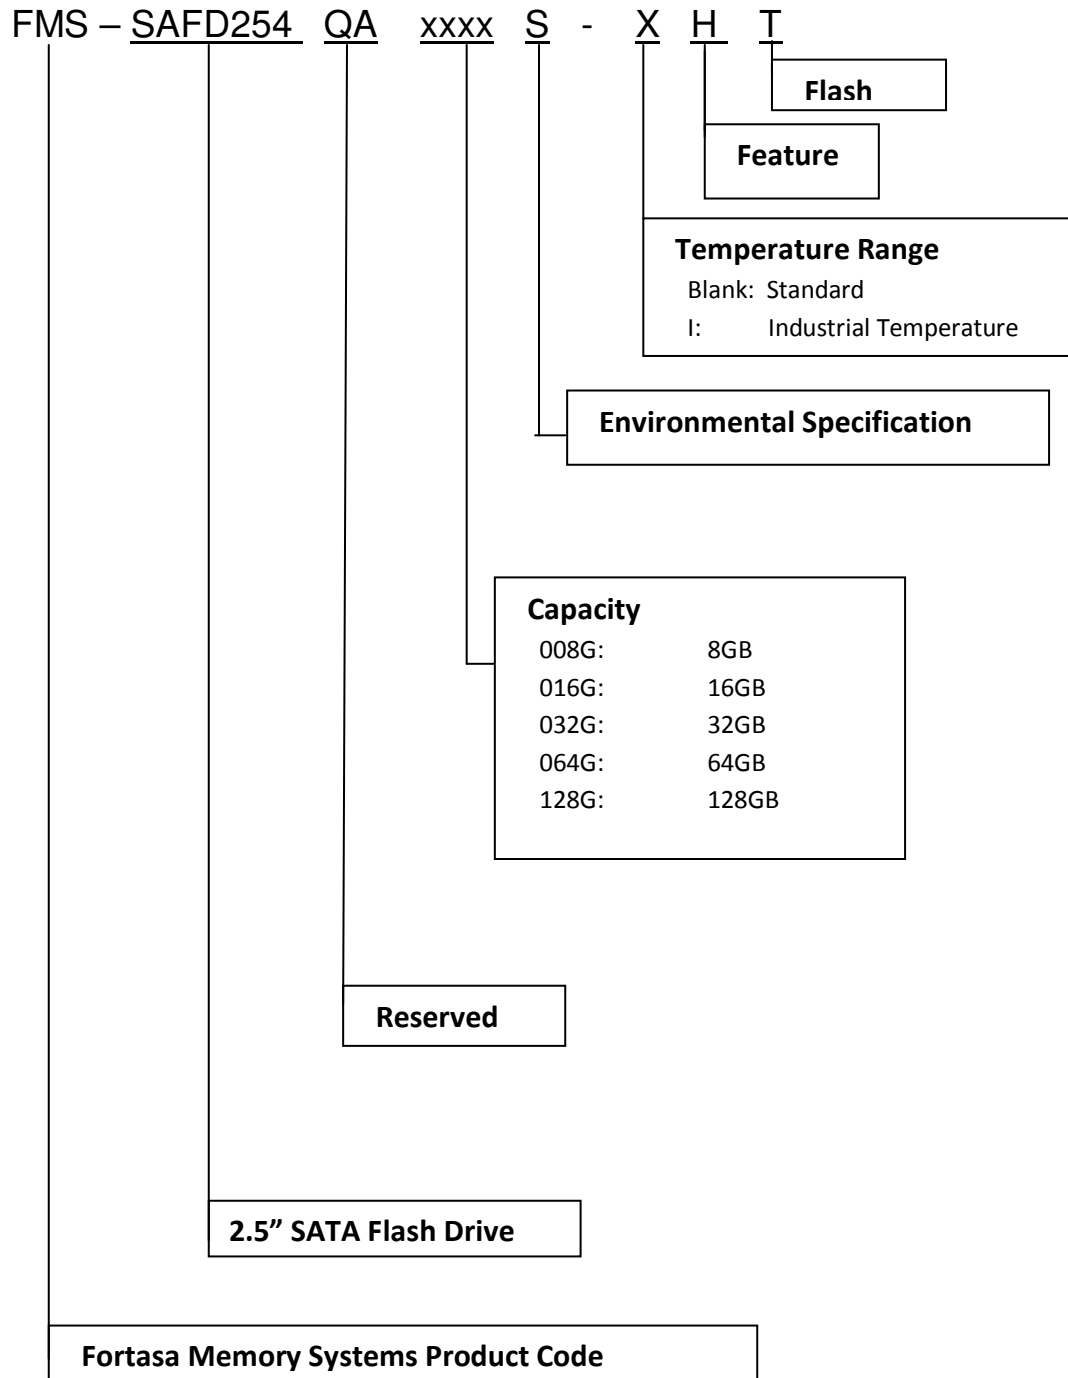 FMS – SAFD254 QA xxxx S - X H T
Flash
Feature
Temperature Range
Blank: Standard
I: Industrial Temperature
Environmental Specification
Capacity
008G: 8GB
016G: 16GB
032G: 32GB
064G: 64GB
128G: 128GB
Reserved
2.5” SATA Flash Drive
Fortasa Memory Systems Product Code